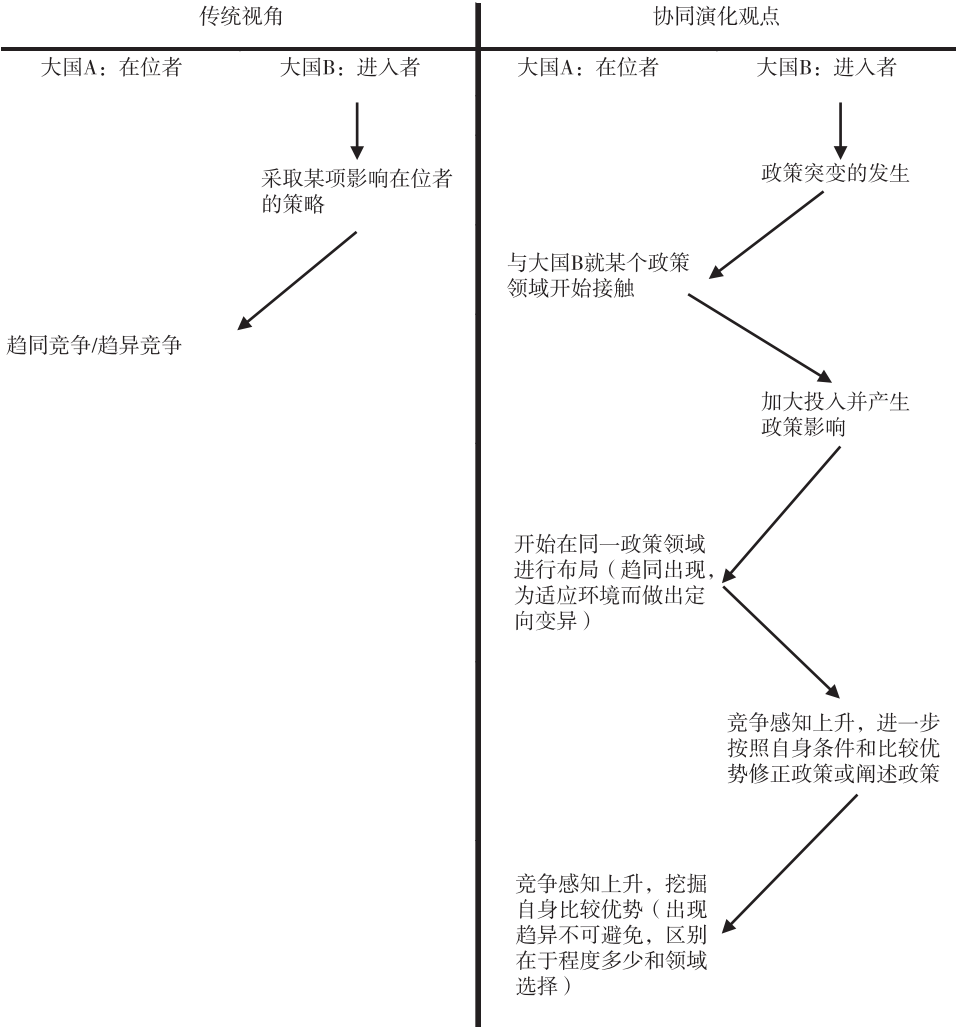 传统视角
大国A：在位者
大国B：进入者
采取某项影响在位者
的策略
趋同竞争/趋异竞争
协同演化观点
大国A：在位者
大国B：进入者
政策突变的发生
与大国B就某个政策
领域开始接触
加大投入并产生
政策影响
开始在同一政策领域
进行布局（趋同出现，
为适应环境而做出定
向变异）
竞争感知上升，进一步
按照自身条件和比较优
势修正政策或阐述政策
竞争感知上升，挖掘
自身比较优势（出现
趋异不可避免，区别
在于程度多少和领域
选择）